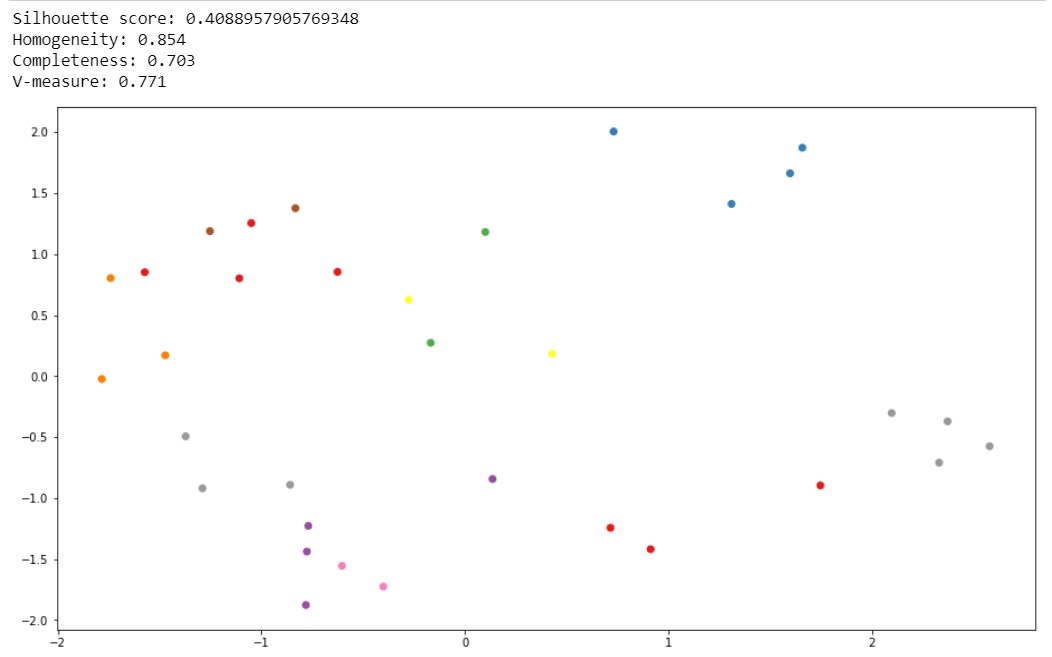 Silhouette score: 0.4088957905769348
Homogeneity: 0.854
Completeness: 0.703
V-measure: 0.771
2.0
1.5
1.0
0.5
0.0
−0.5
−1.0
−1.5
−2.0
−2 −1 0 1 2